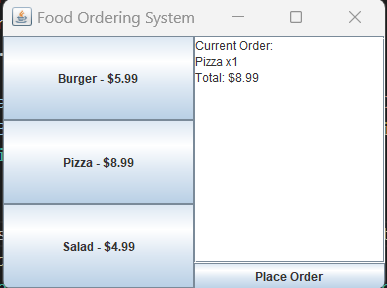 Food Ordering System
Burger - $5.99
Pizza - $8.99
Salad - $4.99
Current Order:
Pizza x1
Total: $8.99
Place Order